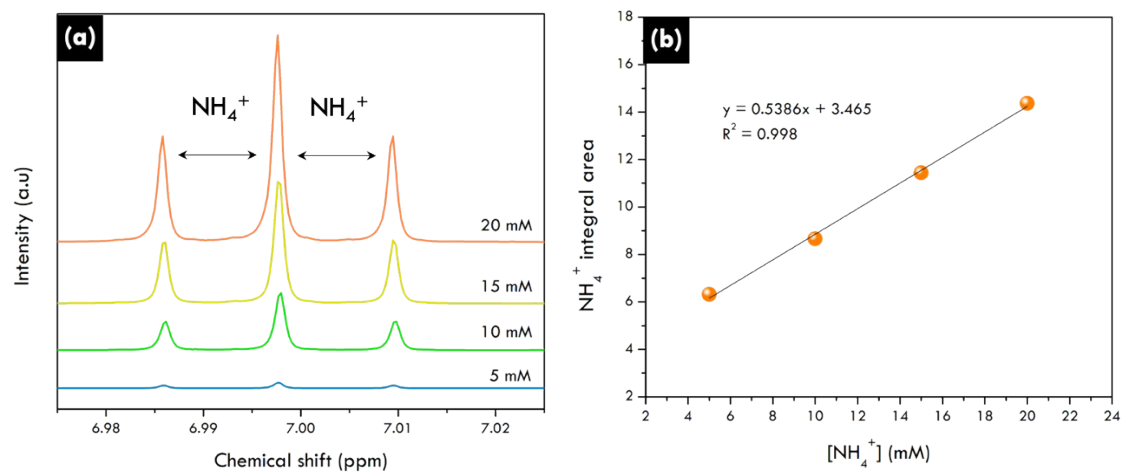 (a)
NH₄⁺ NH₄⁺
20 mM
15 mM
10 mM
5 mM
Intensity (a.u)
6.98 6.99 7.00 7.01 7.02
Chemical shift (ppm)
(b)
y = 0.5386x + 3.465
R² = 0.998
NH₄⁺ integral area
18
16
14
12
10
8
6
4
2
2 4 6 8 10 12 14 16 18 20 22 24
[NH₄⁺] (mM)